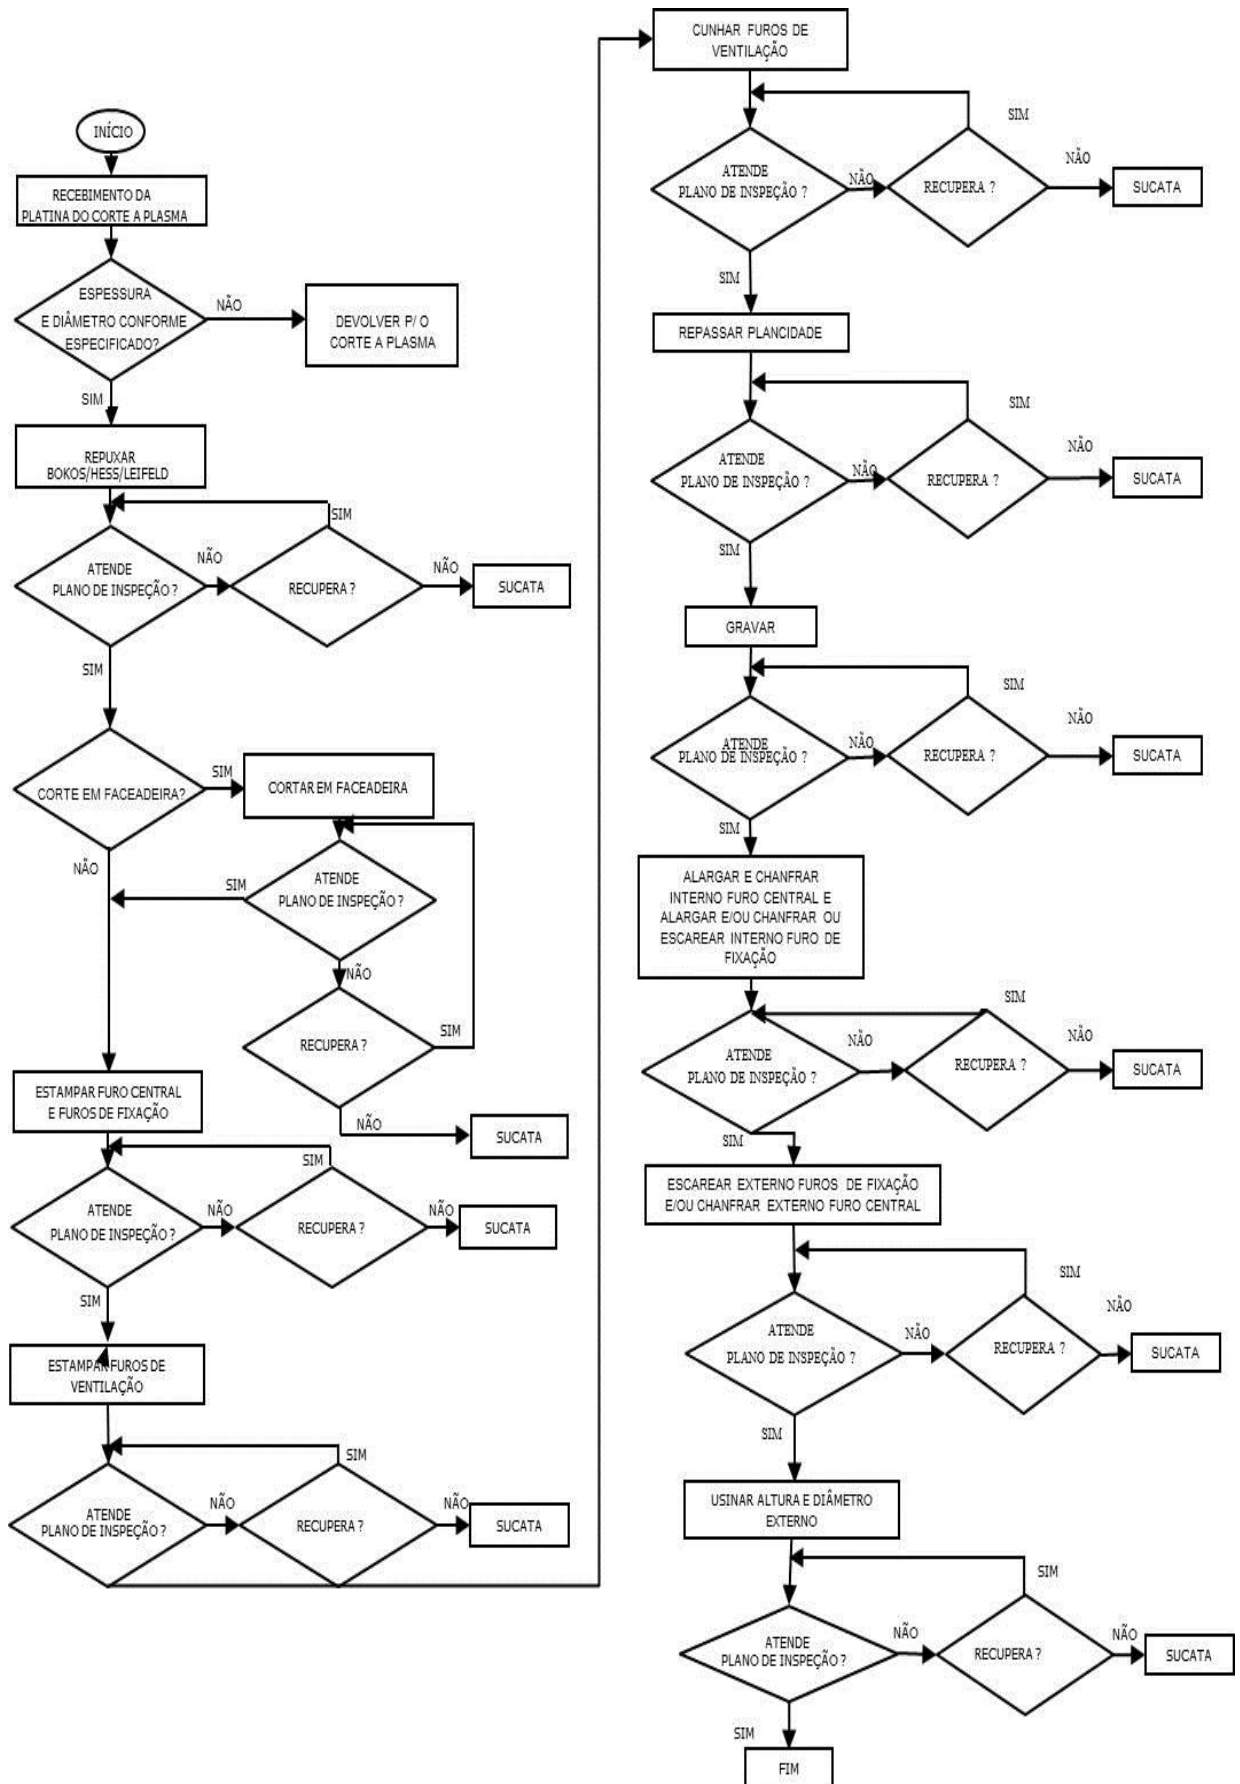 INÍCIO
RECEBIMENTO DA
PLATINA DO CORTE A PLASMA
ESPESSURA
E DIÂMETRO CONFORME
ESPECIFICADO?
NÃO
DEVOLVER P/ O
CORTE A PLASMA
SIM
REPUXAR
BOKOS/HESS/LEIFELD
SIM
ATENDE
PLANO DE INSPEÇÃO ?
NÃO
RECUPERA ?
NÃO
SUCATA
SIM
CORTE EM FACEADEIRA?
SIM
CORTAR EM FACEADEIRA
NÃO
SIM
ATENDE
PLANO DE INSPEÇÃO ?
NÃO
RECUPERA ?
SIM
NÃO
SUCATA
ESTAMPAR FURO CENTRAL
E FUROS DE FIXAÇÃO
SIM
ATENDE
PLANO DE INSPEÇÃO ?
NÃO
RECUPERA ?
NÃO
SUCATA
SIM
ESTAMPAR FUROS DE
VENTILAÇÃO
SIM
ATENDE
PLANO DE INSPEÇÃO ?
NÃO
RECUPERA ?
NÃO
SUCATA
CUNHAR FUROS DE
VENTILAÇÃO
SIM
ATENDE
PLANO DE INSPEÇÃO ?
NÃO
RECUPERA ?
NÃO
SUCATA
SIM
REPASSAR PLANCIDADE
SIM
ATENDE
PLANO DE INSPEÇÃO ?
NÃO
RECUPERA ?
NÃO
SUCATA
SIM
GRAVAR
SIM
ATENDE
PLANO DE INSPEÇÃO ?
NÃO
RECUPERA ?
NÃO
SUCATA
SIM
ALARGAR E CHANFRAR
INTERNO FURO CENTRAL E
ALARGAR E/OU CHANFRAR OU
ESCAREAR INTERNO FURO DE
FIXAÇÃO
SIM
ATENDE
PLANO DE INSPEÇÃO ?
NÃO
RECUPERA ?
NÃO
SUCATA
SIM
ESCAREAR EXTERNO FUROS DE FIXAÇÃO
E/OU CHANFRAR EXTERNO FURO CENTRAL
SIM
ATENDE
PLANO DE INSPEÇÃO ?
NÃO
RECUPERA ?
NÃO
SUCATA
SIM
USINAR ALTURA E DIÂMETRO
EXTERNO
SIM
ATENDE
PLANO DE INSPEÇÃO ?
NÃO
RECUPERA ?
NÃO
SUCATA
SIM
FIM